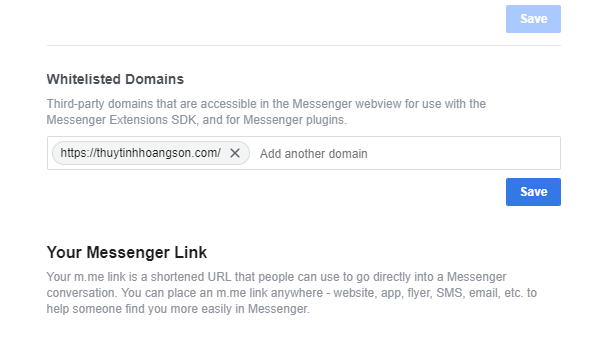 Save
Whitelisted Domains
Third-party domains that are accessible in the Messenger webview for use with the
Messenger Extensions SDK, and for Messenger plugins.
https://thuytinhhoangson.com/ × Add another domain
Save
Your Messenger Link
Your m.me link is a shortened URL that people can use to go directly into a Messenger
conversation. You can place an m.me link anywhere - website, app, flyer, SMS, email, etc. to
help someone find you more easily in Messenger.